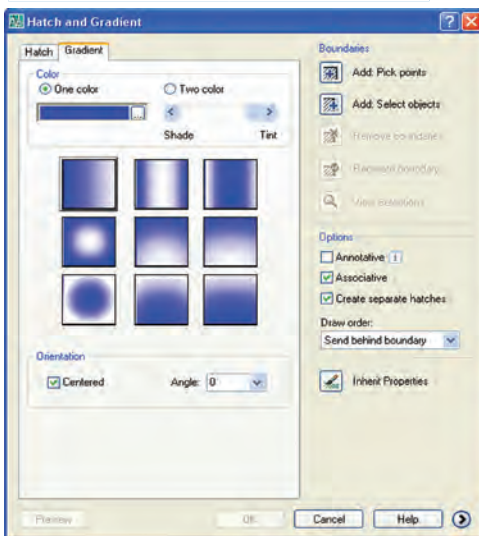 Hatch and Gradient
Hatch
Gradient
Color
One color
Two color
...
Shade
Tint
Orientation
Centered
Angle: 0
Boundaries
Add: Pick points
Add: Select objects
Remove boundaries
Recreate boundary
View Selections
Options
Annotative
Associative
Create separate hatches
Draw order:
Send behind boundary
Inherit Properties
Preview
OK
Cancel
Help